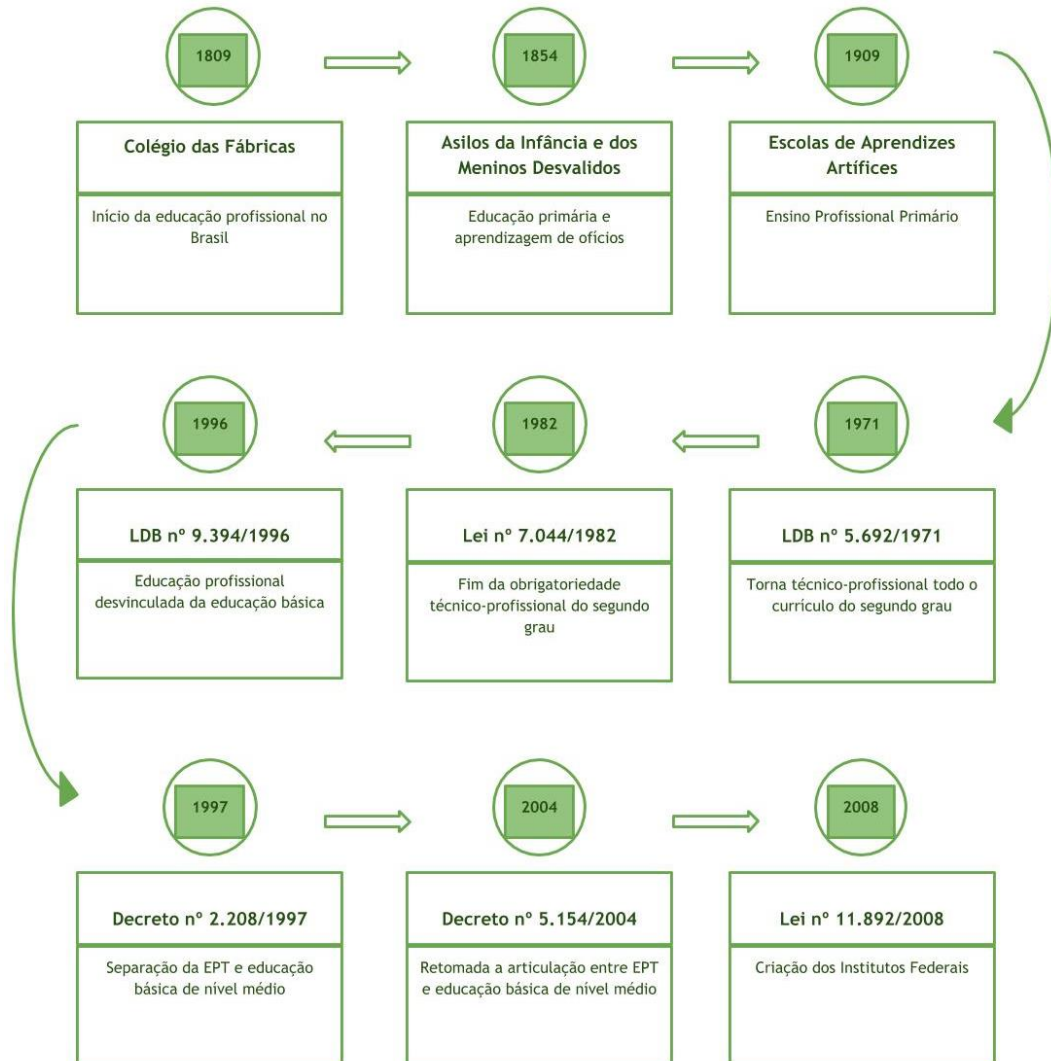 1809
Colégio das Fábricas
Início da educação profissional no
Brasil
1854
Asilos da Infância e dos
Meninos Desvalidos
Educação primária e
aprendizagem de ofícios
1909
Escolas de Aprendizes
Artífices
Ensino Profissional Primário
1971
LDB nº 5.692/1971
Torna técnico-profissional todo o
currículo do segundo grau
1982
Lei nº 7.044/1982
Fim da obrigatoriedade
técnico-profissional do segundo
grau
1996
LDB nº 9.394/1996
Educação profissional
desvinculada da educação básica
1997
Decreto nº 2.208/1997
Separação da EPT e educação
básica de nível médio
2004
Decreto nº 5.154/2004
Retomada a articulação entre EPT
e educação básica de nível médio
2008
Lei nº 11.892/2008
Criação dos Institutos Federais